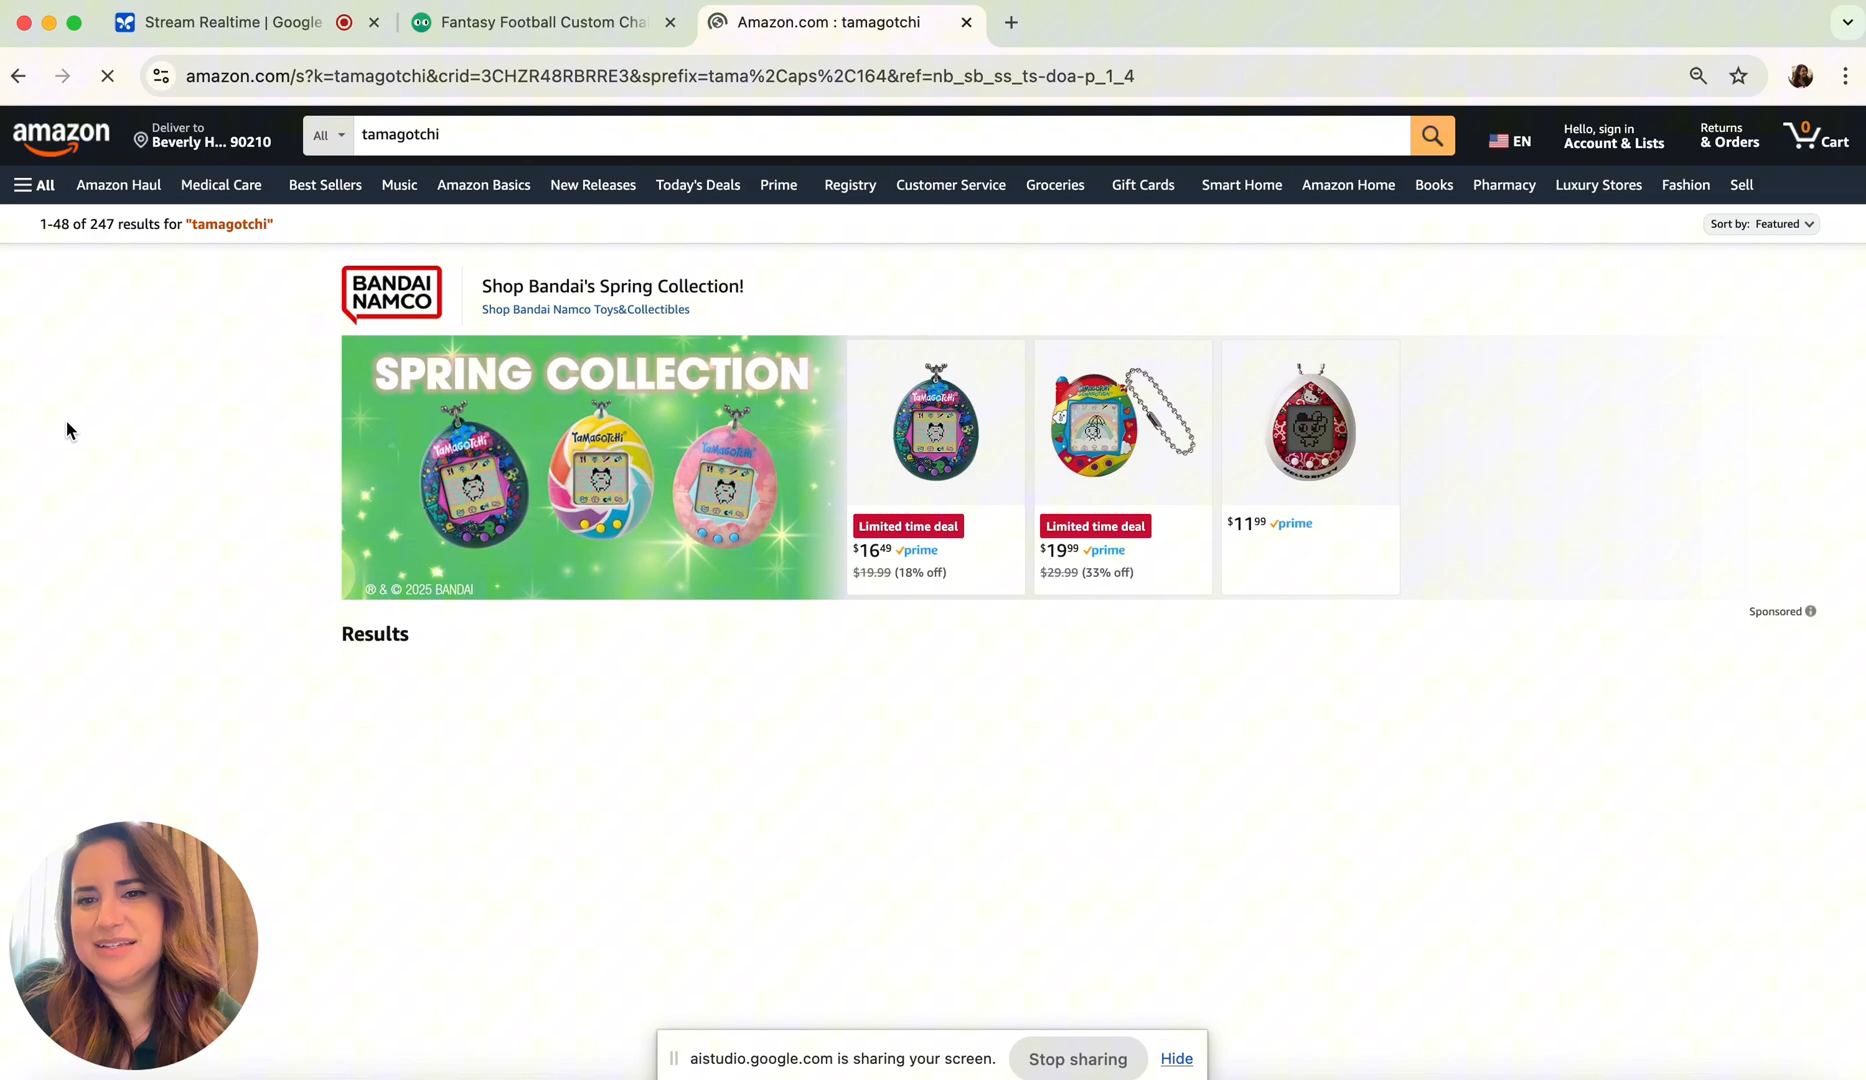 Stream Realtime | Google
Fantasy Football Custom Cha
Amazon.com : tamagotchi
amazon.com/s?k=tamagotchi&crid=3CHZR48RBRRE3&sprefix=tama%2Caps%2C164&ref=nb_sb_ss_ts-doa-p_1_4
amazon
Deliver to
Beverly H... 90210
All
tamagotchi
EN
Hello, sign in
Account & Lists
Returns
& Orders
0
Cart
All Amazon Haul Medical Care Best Sellers Music Amazon Basics New Releases Today's Deals Prime Registry Customer Service Groceries Gift Cards Smart Home Amazon Home Books Pharmacy Luxury Stores Fashion Sell
1-48 of 247 results for "tamagotchi"
Sort by: Featured
BANDAI
NAMCO
Shop Bandai's Spring Collection!
Shop Bandai Namco Toys&Collectibles
SPRING COLLECTION
TamaGoTChi
TamaGoTChi
TamaGoTChi
® & © 2025 BANDAI
TamaGoTChi
Limited time deal
$16.49 prime
$19.99 (18% off)
Limited time deal
$19.99 prime
$29.99 (33% off)
HELLO KITTY
$11.99 prime
Sponsored
Results
aistudio.google.com is sharing your screen.
Stop sharing
Hide